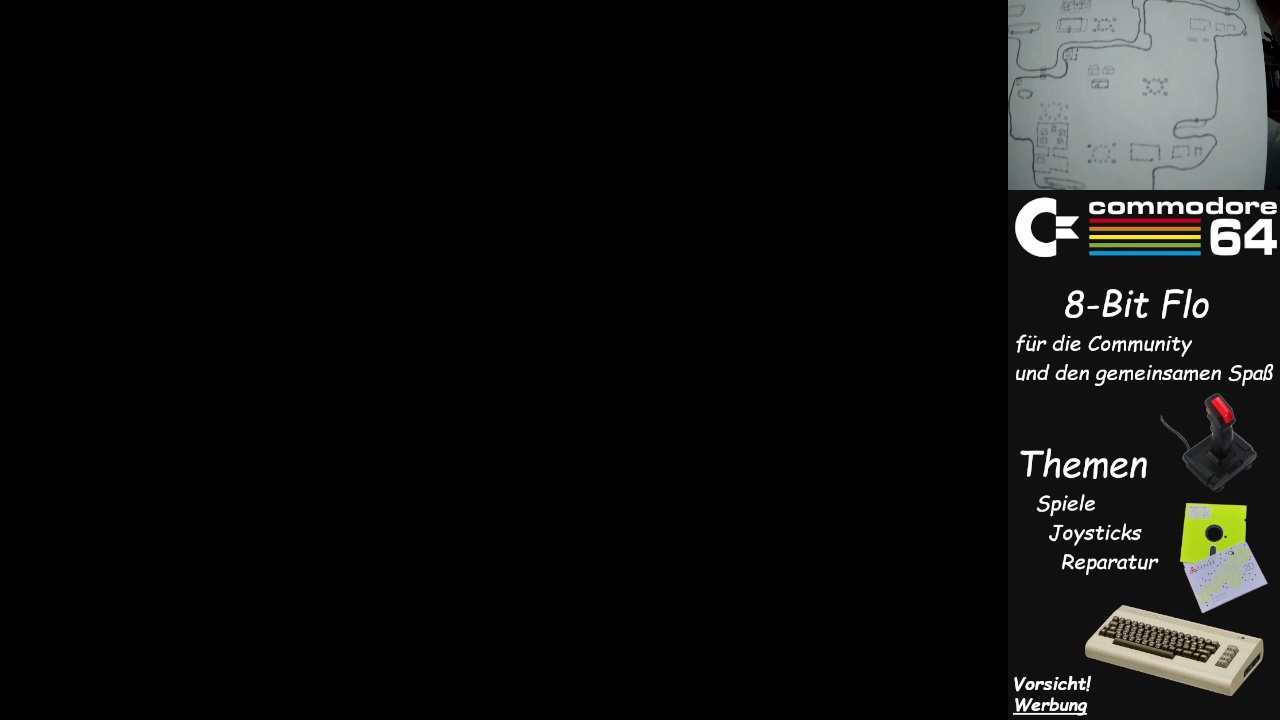 commodore
64
8-Bit Flo
für die Community
und den gemeinsamen Spaß
Themen
Spiele
Joysticks
Reparatur
Vorsicht!
Werbung